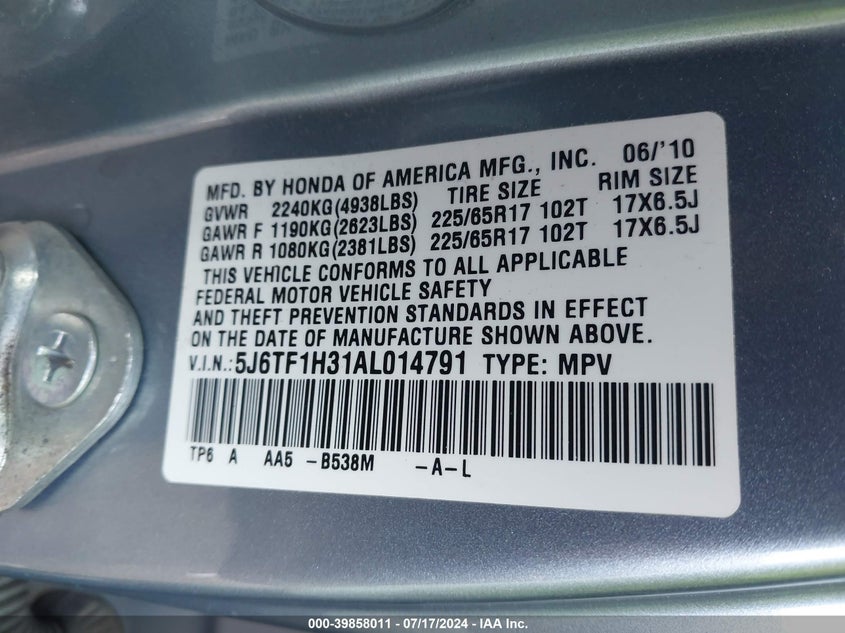 MFD. BY HONDA OF AMERICA MFG., INC. 06/'10
GVWR 2240KG(4938LBS) TIRE SIZE RIM SIZE
GAWR F 1190KG(2623LBS) 225/65R17 102T 17X6.5J
GAWR R 1080KG(2381LBS) 225/65R17 102T 17X6.5J
THIS VEHICLE CONFORMS TO ALL APPLICABLE
FEDERAL MOTOR VEHICLE SAFETY
AND THEFT PREVENTION STANDARDS IN EFFECT
ON THE DATE OF MANUFACTURE SHOWN ABOVE.
V.I.N.:5J6TF1H31AL014791 TYPE: MPV
TP6 A AA5 -B538M -A-L
000-39858011 - 07/17/2024 - IAA Inc.